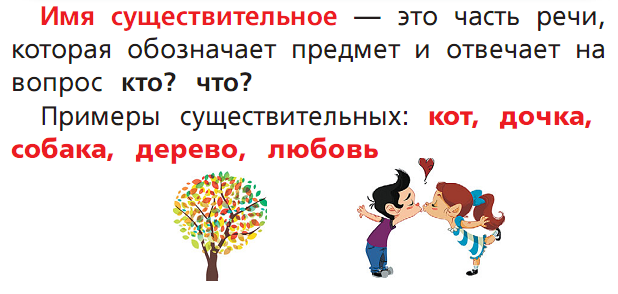 Имя существительное — это часть речи,
которая обозначает предмет и отвечает на
вопрос кто? что?
Примеры существительных: кот, дочка,
собака, дерево, любовь